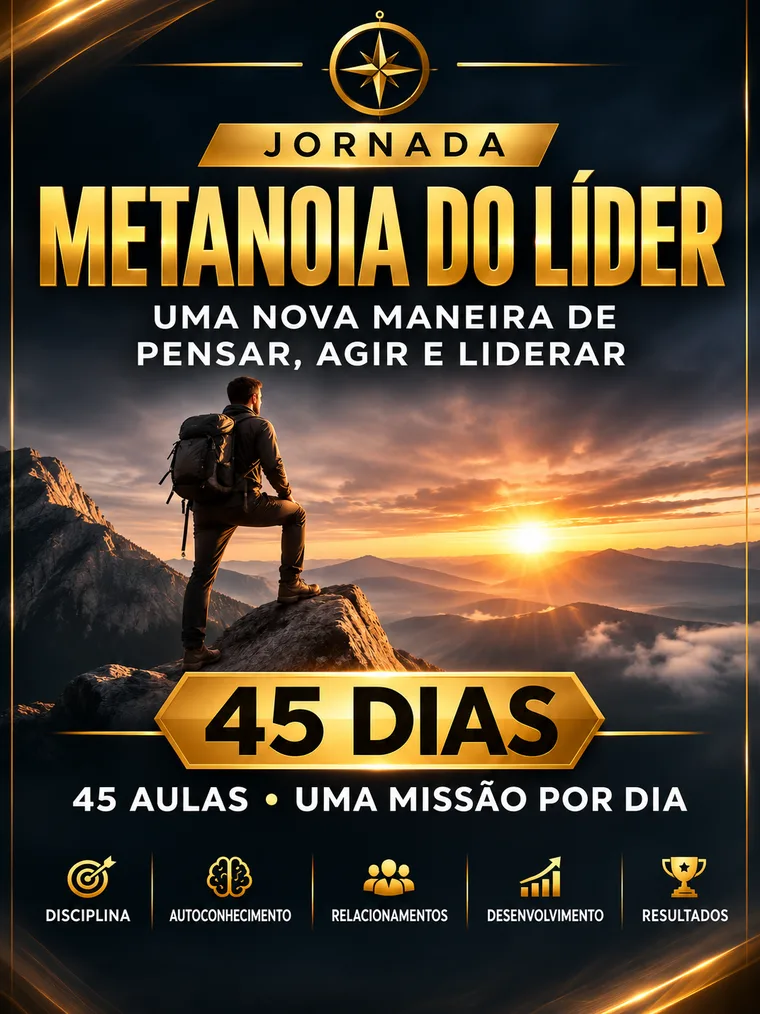 JORNADA
METANOIA DO LÍDER
UMA NOVA MANEIRA DE
PENSAR, AGIR E LIDERAR
45 DIAS
45 AULAS • UMA MISSÃO POR DIA
DISCIPLINA
AUTOCONHECIMENTO
RELACIONAMENTOS
DESENVOLVIMENTO
RESULTADOS